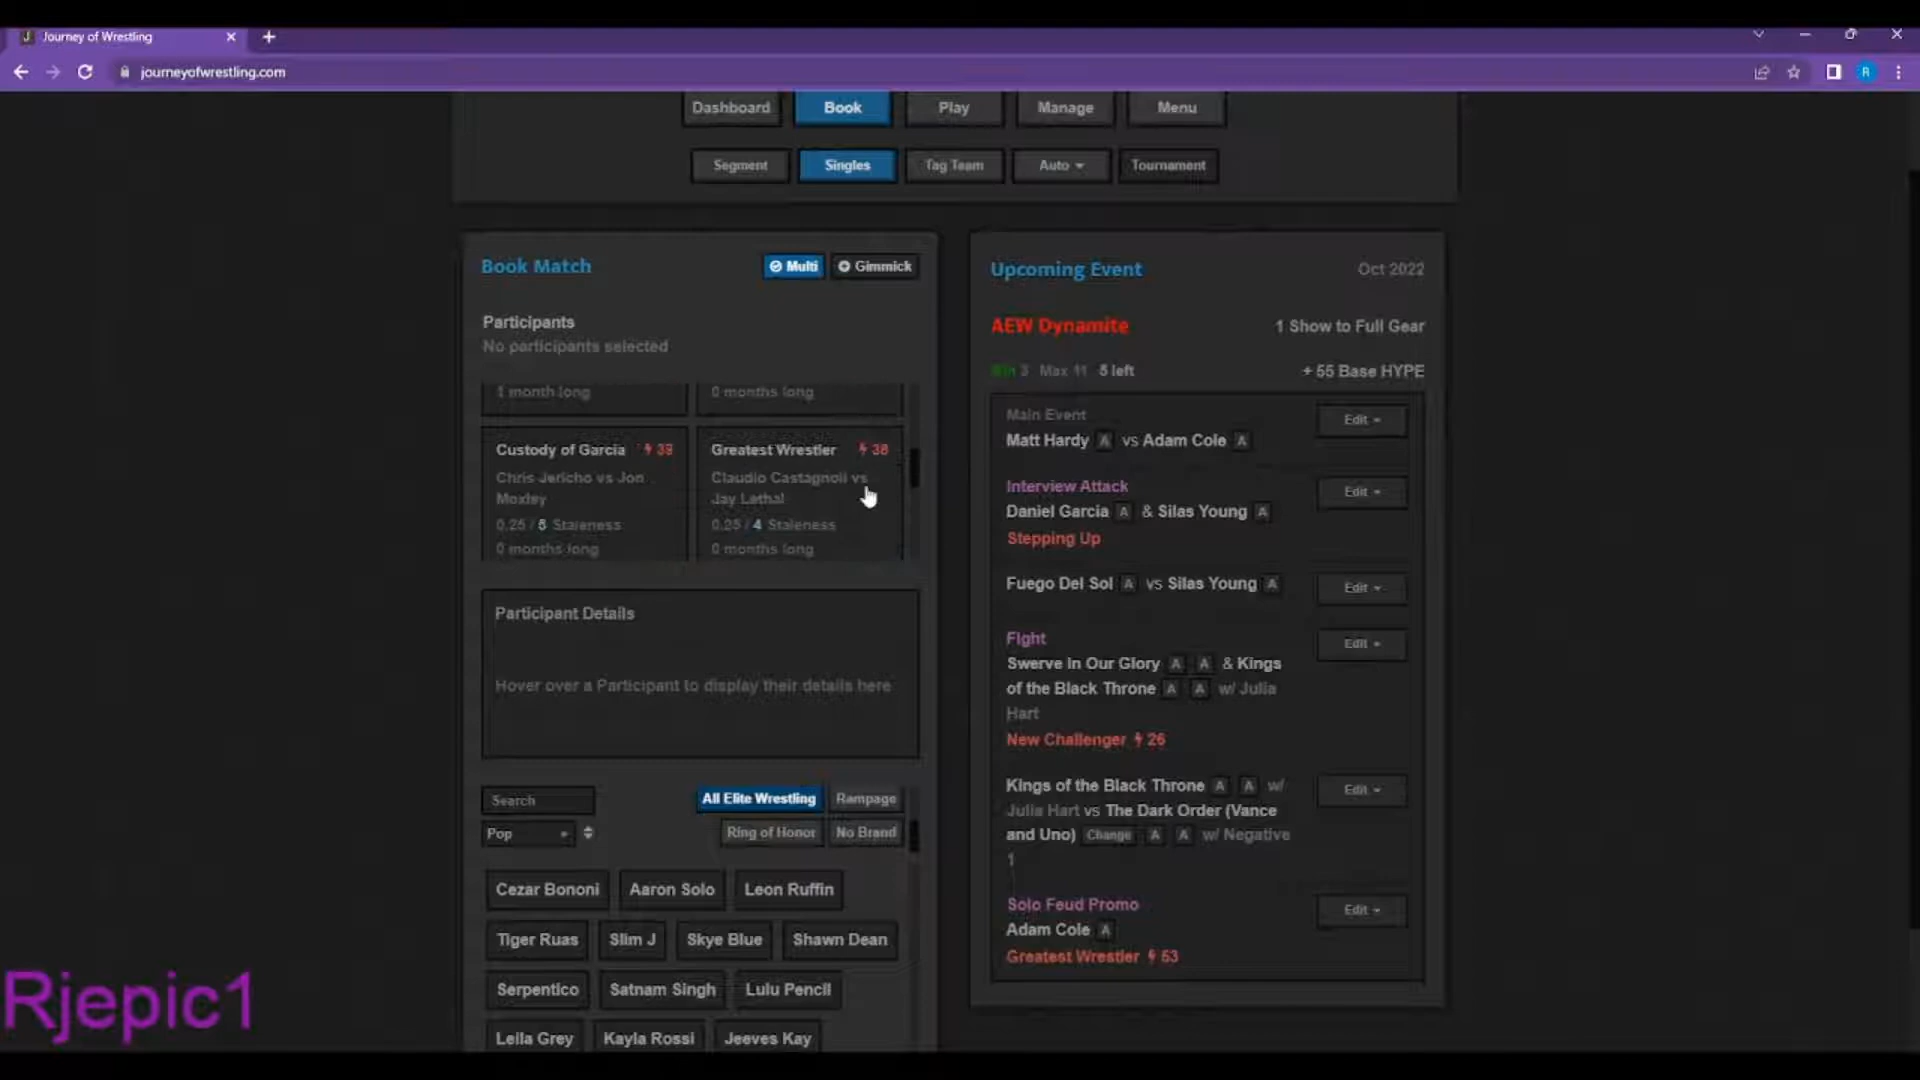 Journey of Wrestling
journeyofwrestling.com
R
Dashboard Book Play Manage Menu
Segment Singles Tag Team Auto Tournament
Book Match Multi Gimmick
Participants
No participants selected
1 month long 0 months long
Custody of Garcia 39 Greatest Wrestler 38
Chris Jericho vs Jon Moxley
Claudio Castagnoli vs Jay Lethal
0.25 / 5 Staleness 0.25 / 4 Staleness
0 months long 0 months long
Participant Details
Hover over a Participant to display their details here
Search All Elite Wrestling Rampage
Pop Ring of Honor No Brand
Cezar Bononi Aaron Solo Leon Ruffin
Tiger Ruas Slim J Skye Blue Shawn Dean
Serpentico Satnam Singh Lulu Pencil
Leila Grey Kayla Rossi Jeeves Kay
Upcoming Event Oct 2022
AEW Dynamite 1 Show to Full Gear
Min 3 Max 11 5 left + 55 Base HYPE
Main Event
Matt Hardy A vs Adam Cole A Edit
Interview Attack Edit
Daniel Garcia A & Silas Young A
Stepping Up
Fuego Del Sol A vs Silas Young A Edit
Fight Edit
Swerve In Our Glory A A & Kings
of the Black Throne A A w/ Julia
Hart
New Challenger 26
Kings of the Black Throne A A w/ Edit
Julia Hart vs The Dark Order (Vance
and Uno) Change A A w/ Negative
1
Solo Feud Promo Edit
Adam Cole A
Greatest Wrestler 53
Rjepic1